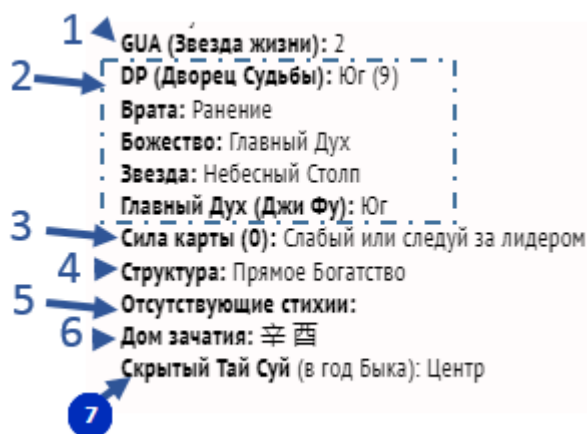 1 GUA (Звезда жизни): 2
2 DP (Дворец Судьбы): Юг (9)
Врата: Ранение
Божество: Главный Дух
Звезда: Небесный Столп
Главный Дух (Джи Фу): Юг
3 Сила карты (0): Слабый или следуй за лидером
4 Структура: Прямое Богатство
5 Отсутствующие стихии:
6 Дом зачатия: 辛酉
Скрытый Тай Суй (в год Быка): Центр
7